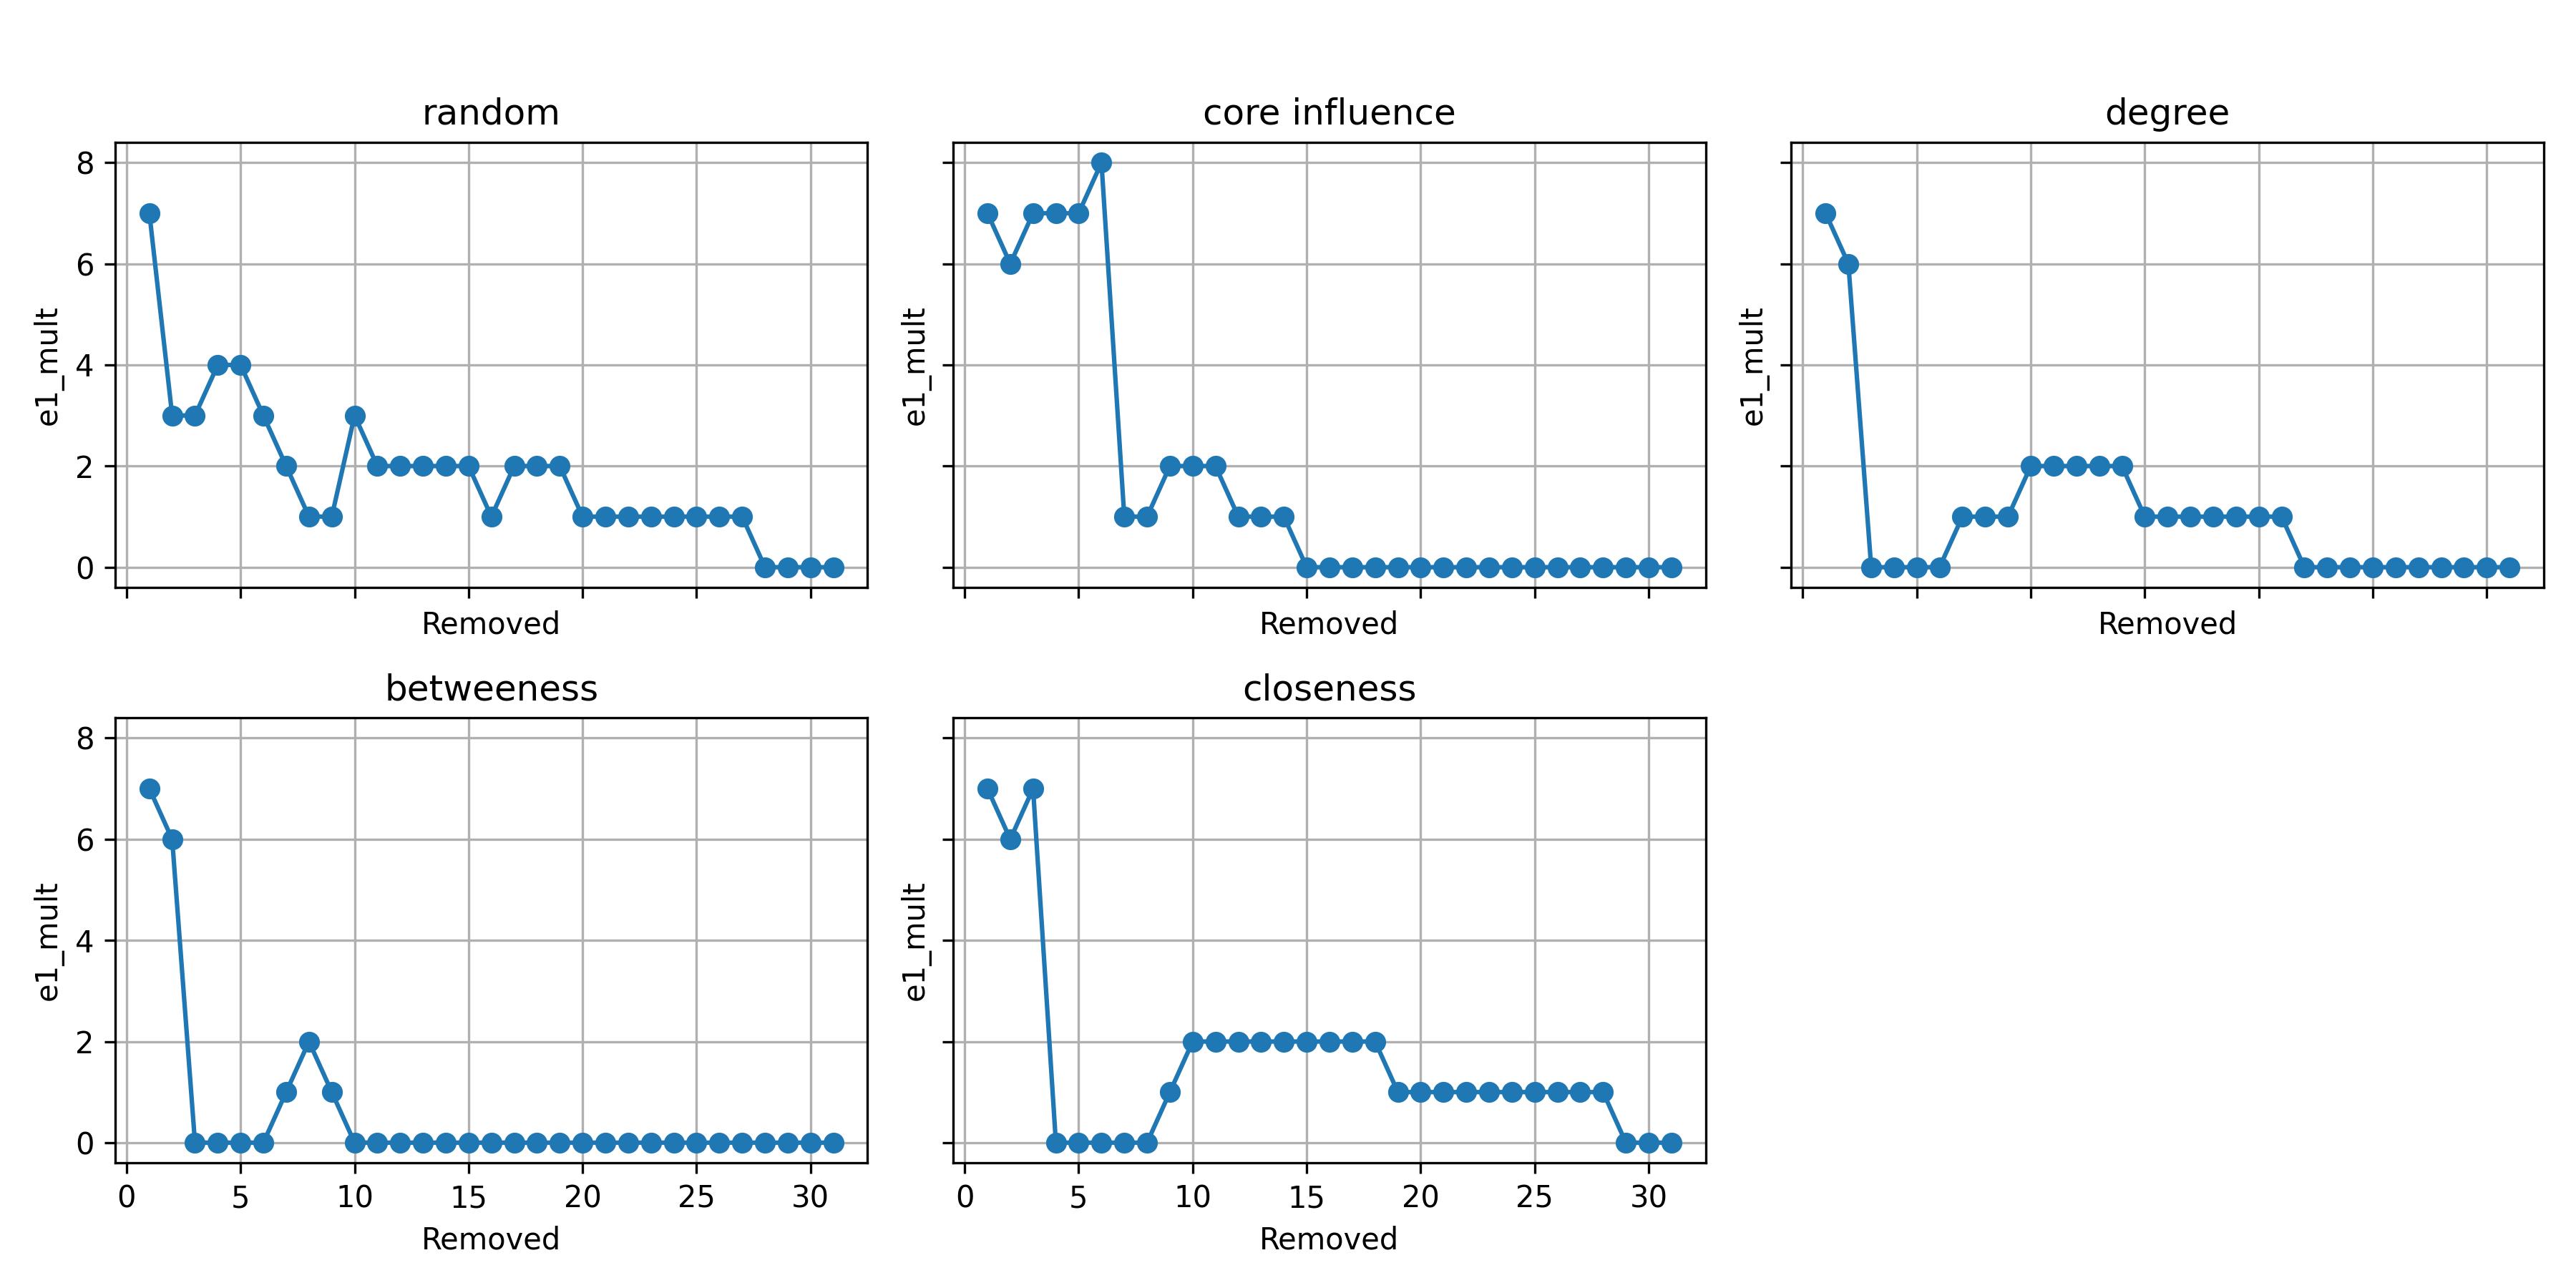 random
core influence
degree
8
6
4
2
0
e1_mult
e1_mult
e1_mult
Removed
Removed
Removed
betweeness
closeness
8
6
4
2
0
e1_mult
e1_mult
0 5 10 15 20 25 30
0 5 10 15 20 25 30
Removed
Removed